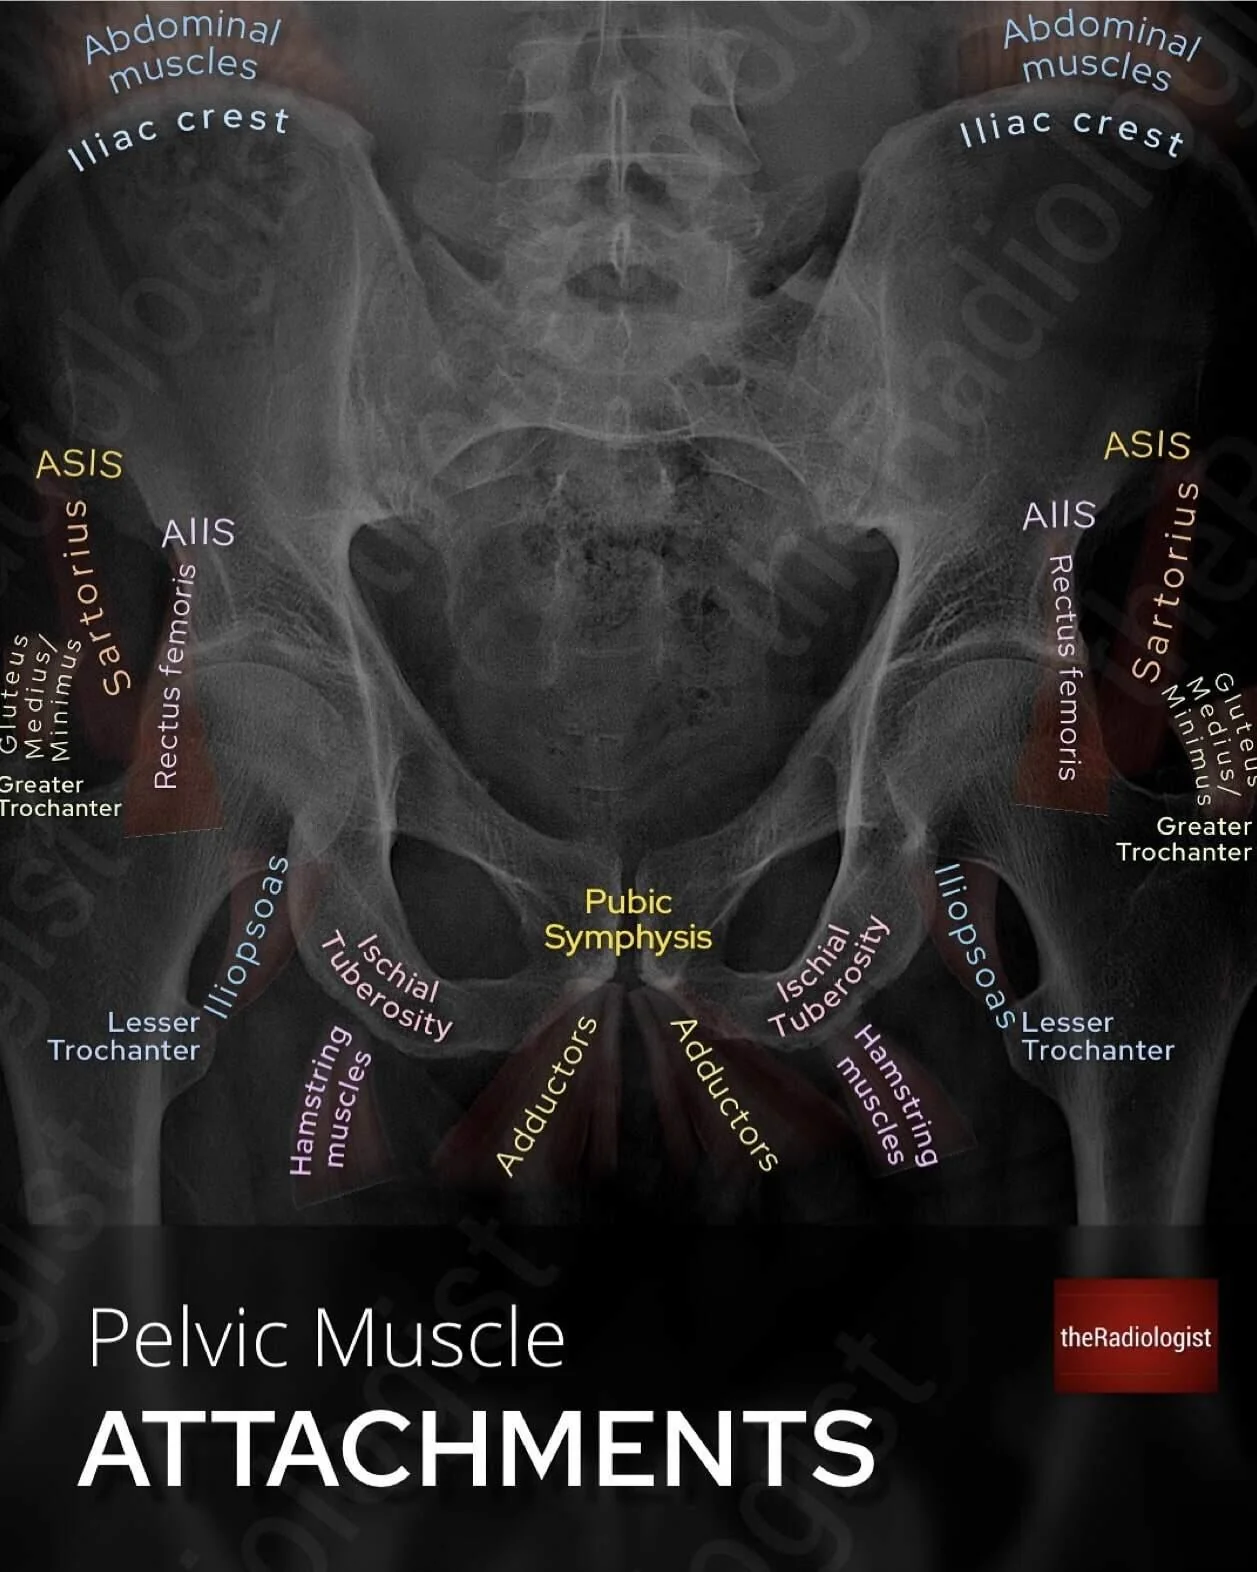 Abdominal
muscles
Iliac crest
Abdominal
muscles
Iliac crest
ASIS
Sartorius
AIIS
Rectus femoris
Gluteus
Medius/
Minimus
Greater
Trochanter
ASIS
Sartorius
AIIS
Rectus femoris
Gluteus
Medius/
Minimus
Greater
Trochanter
Iliopsoas
Lesser
Trochanter
Ischial
Tuberosity
Hamstring
muscles
Pubic
Symphysis
Adductors
Adductors
Ischial
Tuberosity
Hamstring
muscles
Iliopsoas
Lesser
Trochanter
Pelvic Muscle
ATTACHMENTS
theRadiologist